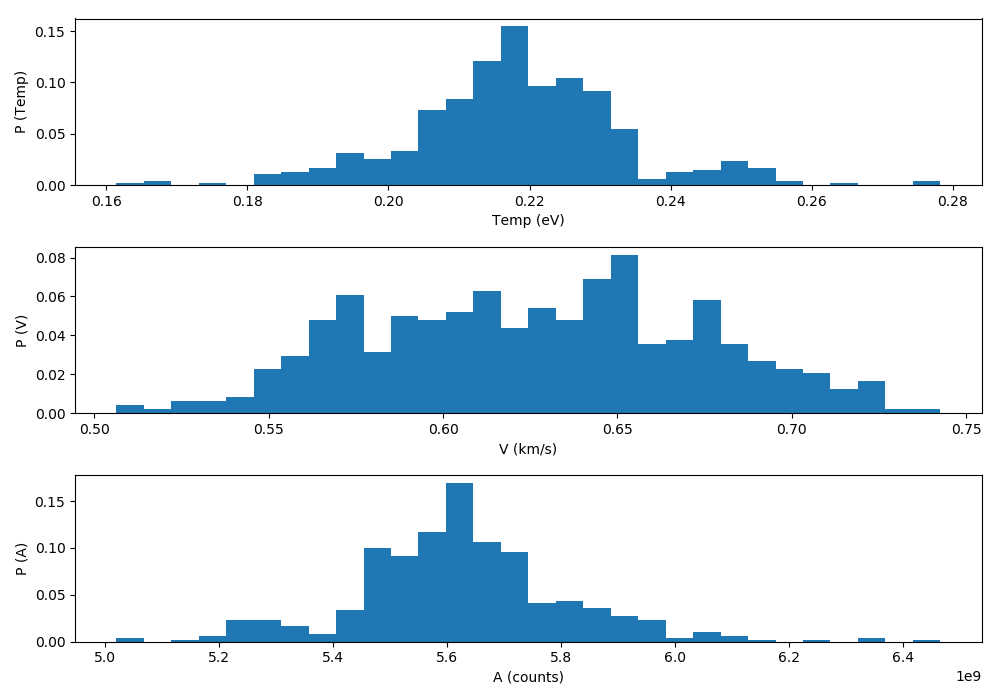 0.15
0.10
0.05
0.00
P (Temp)
0.16 0.18 0.20 0.22 0.24 0.26 0.28
Temp (eV)
0.08
0.06
0.04
0.02
0.00
P (V)
0.50 0.55 0.60 0.65 0.70 0.75
V (km/s)
0.15
0.10
0.05
0.00
P (A)
5.0 5.2 5.4 5.6 5.8 6.0 6.2 6.4
1e9
A (counts)